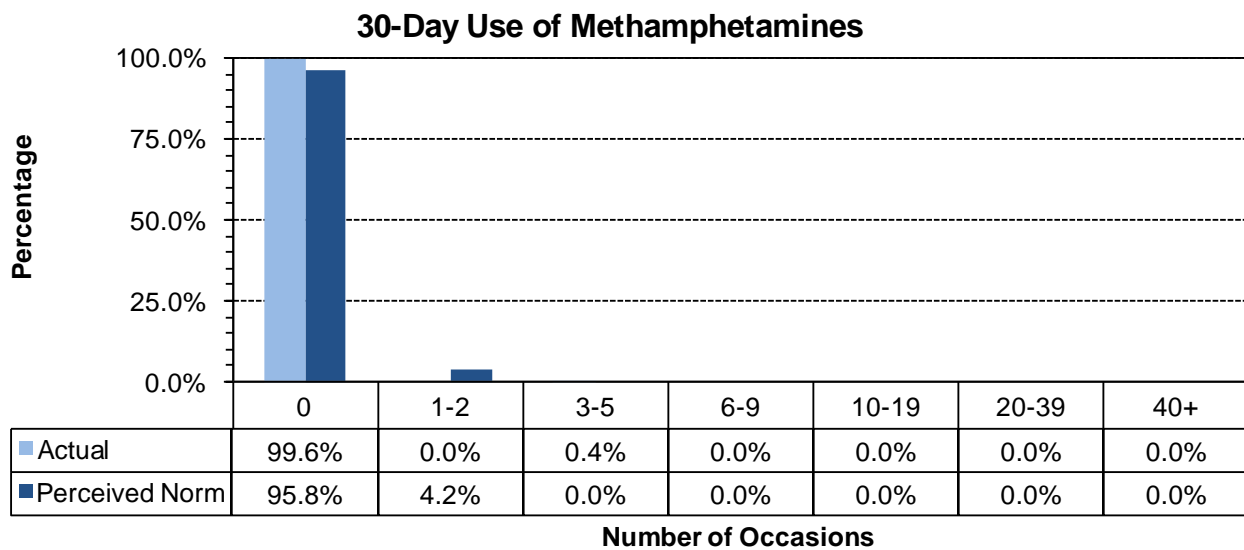 30-Day Use of Methamphetamines
Percentage
100.0%
75.0%
50.0%
25.0%
0.0%
0 1-2 3-5 6-9 10-19 20-39 40+
Actual 99.6% 0.0% 0.4% 0.0% 0.0% 0.0% 0.0%
Perceived Norm 95.8% 4.2% 0.0% 0.0% 0.0% 0.0% 0.0%
Number of Occasions